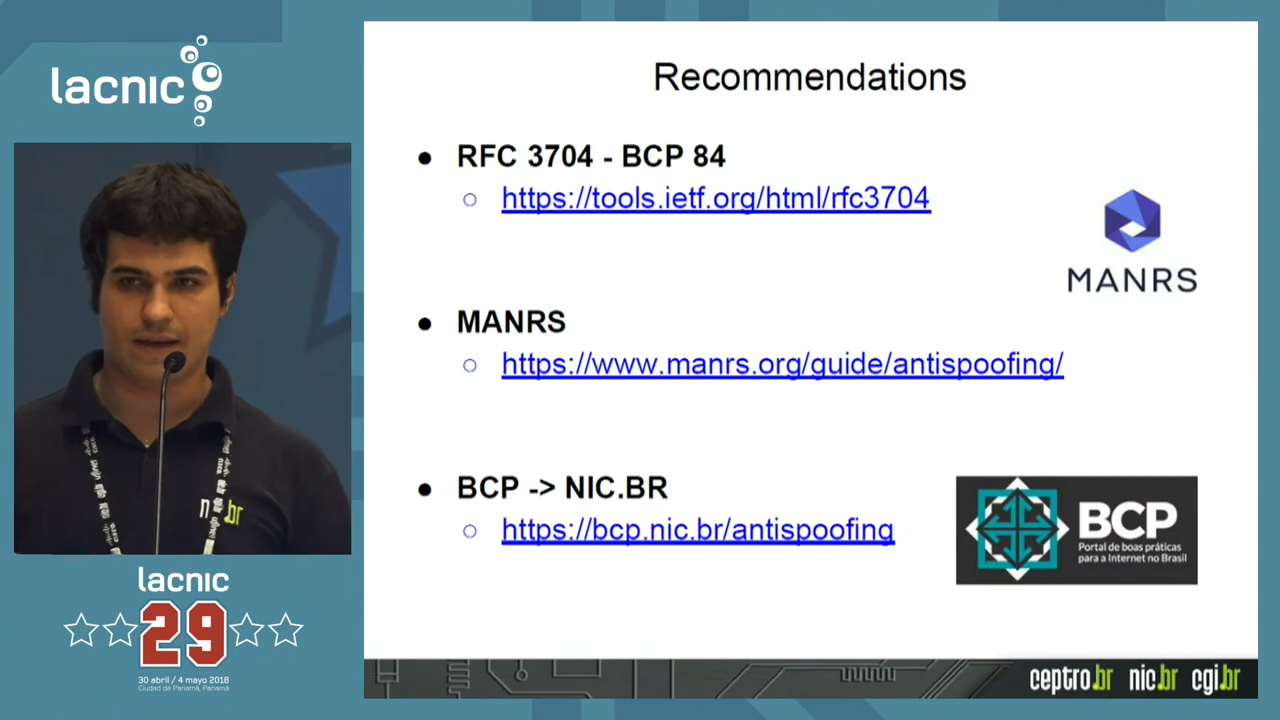 lacnic
Recommendations
RFC 3704 - BCP 84
https://tools.ietf.org/html/rfc3704
MANRS
MANRS
https://www.manrs.org/guide/antispoofing/
BCP -> NIC.BR
https://bcp.nic.br/antispoofing
BCP
Portal de boas práticas
para a Internet no Brasil
nic.br
lacnic
29
30 abril / 4 mayo 2018
Ciudad de Panamá, Panamá
ceptro.br nic.br cgi.br